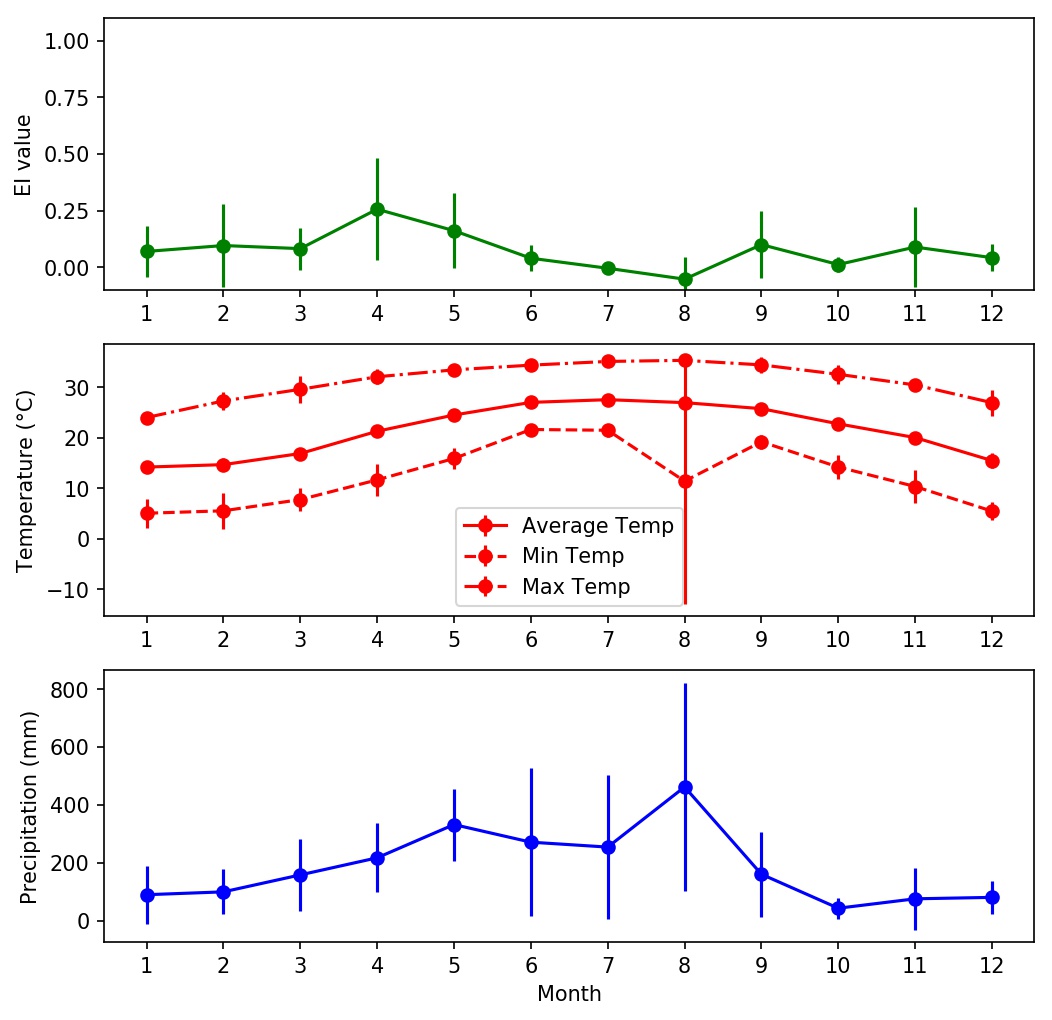 1.00
0.75
0.50
0.25
0.00
EI value
1 2 3 4 5 6 7 8 9 10 11 12
30
20
10
0
−10
Temperature (°C)
Average Temp
Min Temp
Max Temp
1 2 3 4 5 6 7 8 9 10 11 12
800
600
400
200
0
Precipitation (mm)
1 2 3 4 5 6 7 8 9 10 11 12
Month